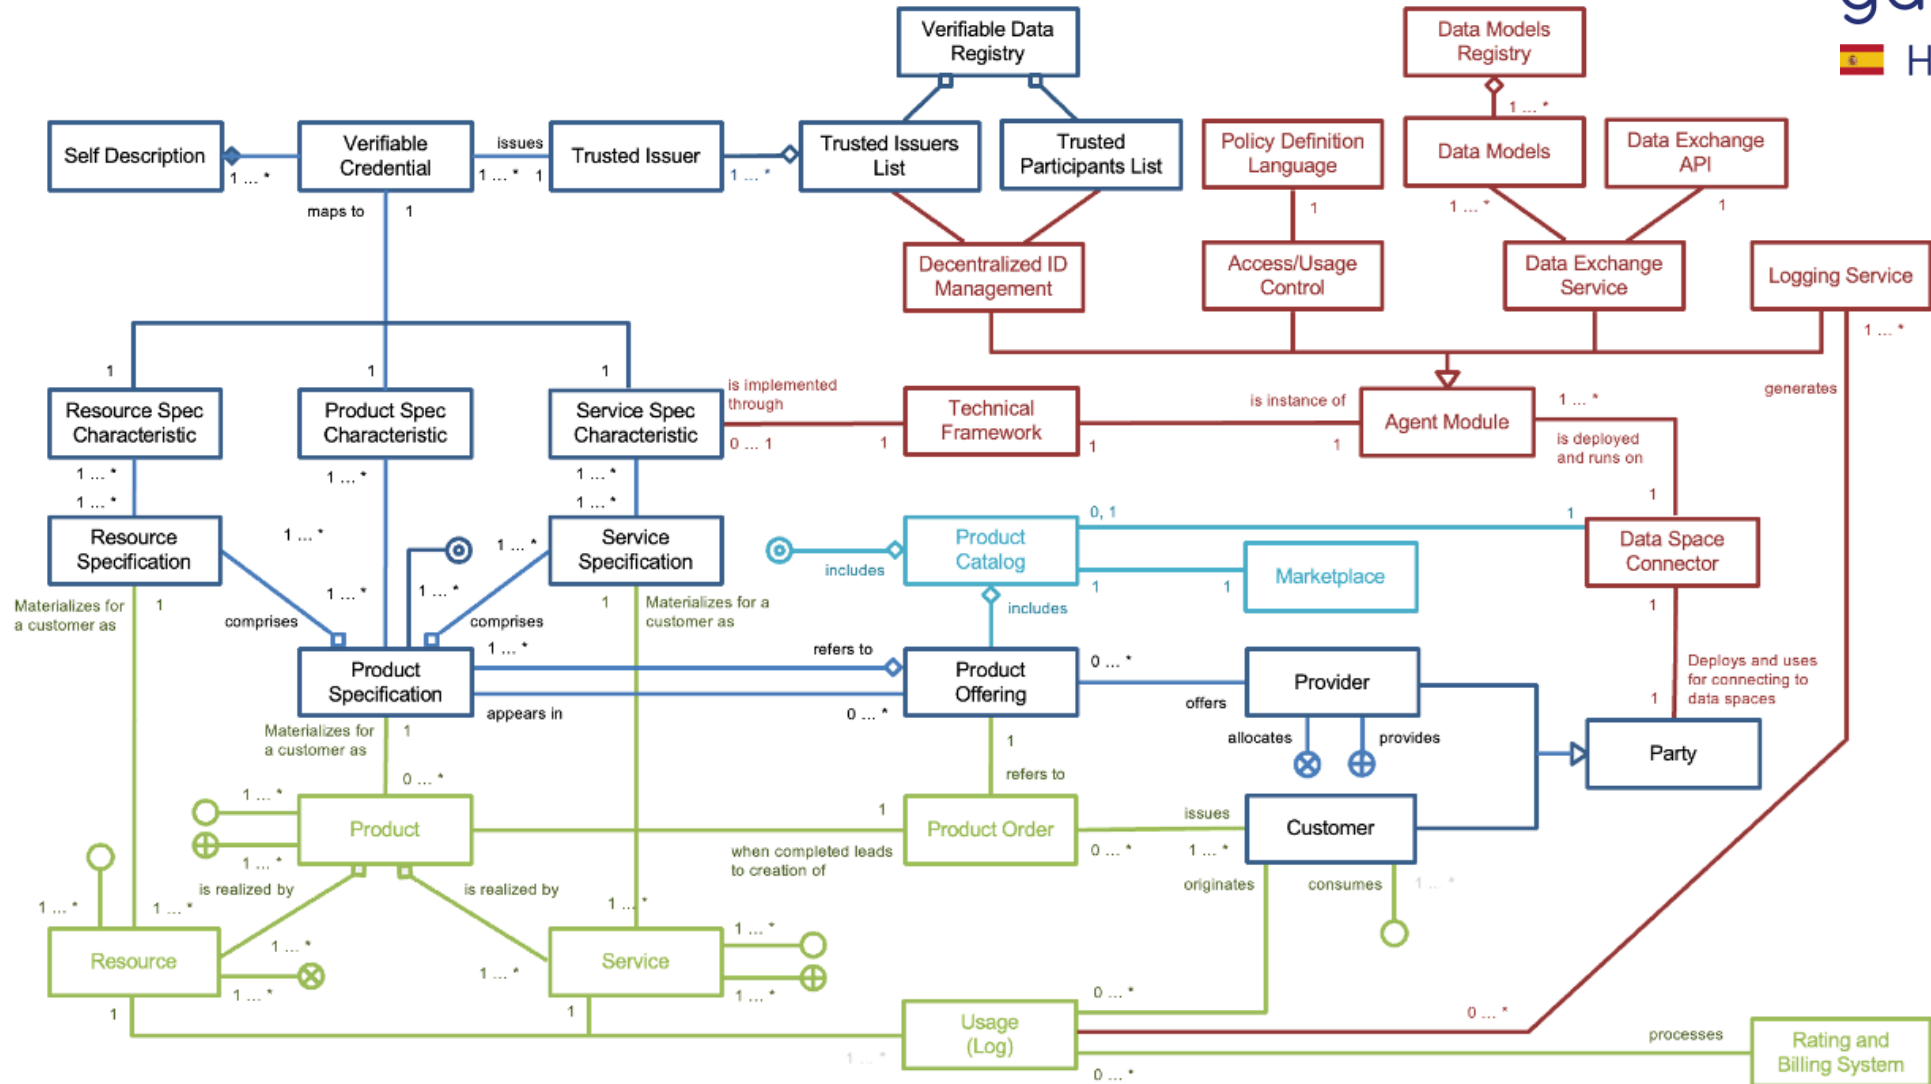 ga
H
Verifiable Data
Registry
Data Models
Registry
1 ... *
Self Description
1 ... *
Verifiable
Credential
issues
1 ... *
1
Trusted Issuer
1 ... *
Trusted Issuers
List
Trusted
Participants List
Policy Definition
Language
Data Models
Data Exchange
API
maps to
1
1
1 ... *
1
Decentralized ID
Management
Access/Usage
Control
Data Exchange
Service
Logging Service
1 ... *
1
1
1
is implemented
through
is instance of
1 ... *
generates
Resource Spec
Characteristic
Product Spec
Characteristic
Service Spec
Characteristic
0 ... 1
1
Technical
Framework
1
1
Agent Module
is deployed
and runs on
1
1 ... *
1 ... *
1 ... *
1 ... *
1 ... *
Resource
Specification
1 ... *
1 ... *
Service
Specification
includes
Product
Catalog
0, 1
1
1
1
Marketplace
Data Space
Connector
Materializes for
a customer as
1
1 ... *
1 ... *
comprises
comprises
1
Materializes for a
customer as
includes
1
Product
Specification
1 ... *
refers to
appears in
0 ... *
Product
Offering
0 ... *
offers
Provider
allocates
provides
Deploys and uses
for connecting to
data spaces
1
Party
Materializes for
a customer as
1
0 ... *
1
refers to
1 ... *
1 ... *
Product
1
when completed leads
to creation of
Product Order
issues
0 ... *
1 ... *
Customer
is realized by
is realized by
originates
consumes
1 ... *
1 ... *
1 ... *
1 ... *
Resource
1 ... *
1 ... *
1 ... *
Service
1 ... *
1 ... *
1
1
1 ... *
Usage
(Log)
0 ... *
0 ... *
0 ... *
processes
Rating and
Billing System